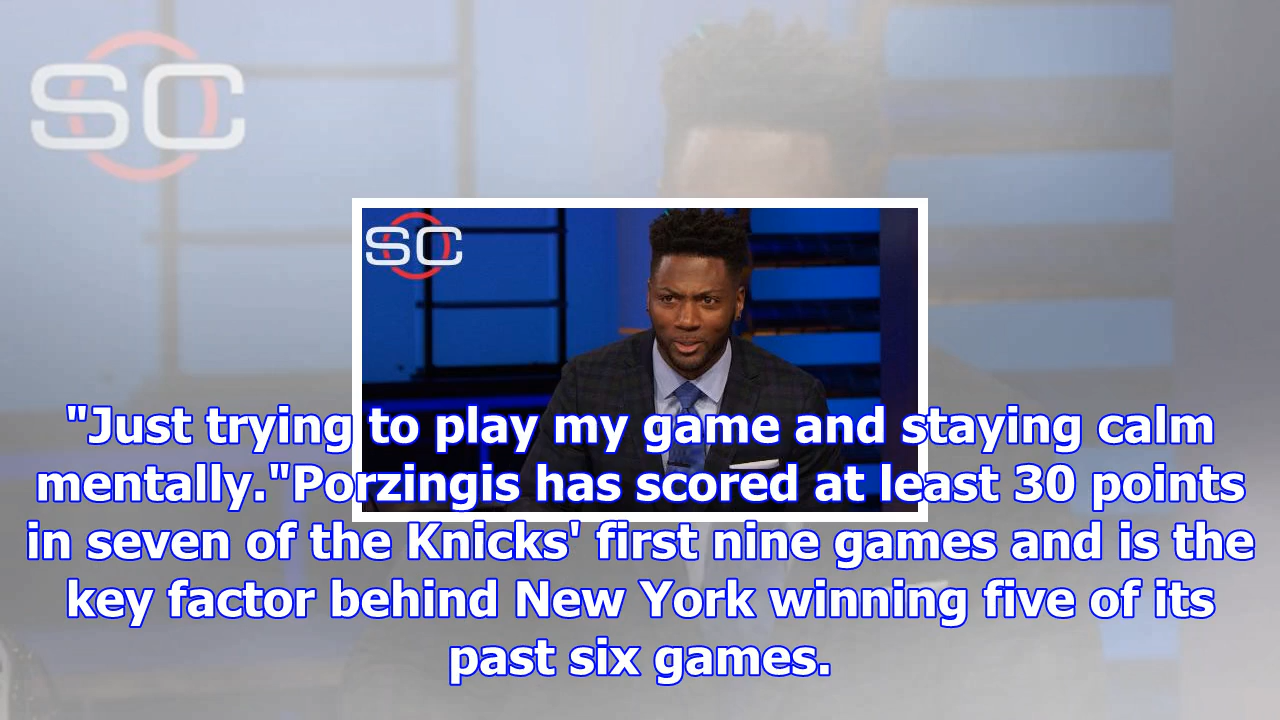 SC
SC
"Just trying to play my game and staying calm
mentally."Porzingis has scored at least 30 points
in seven of the Knicks' first nine games and is the
key factor behind New York winning five of its
past six games.